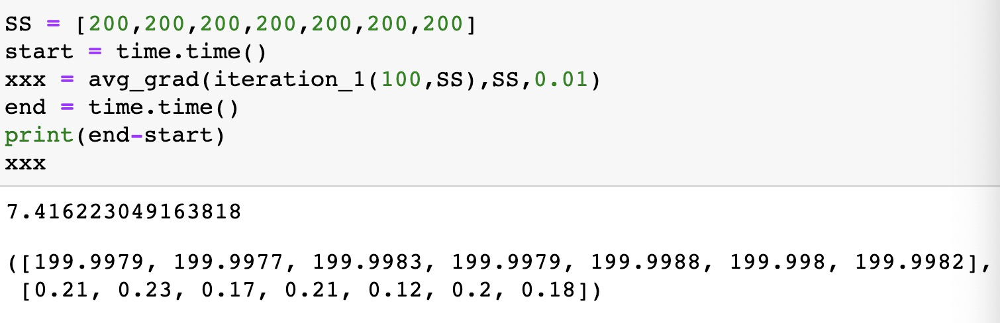 SS = [200,200,200,200,200,200,200]
start = time.time()
xxx = avg_grad(iteration_1(100,SS),SS,0.01)
end = time.time()
print(end-start)
xxx
7.416223049163818
([199.9979, 199.9977, 199.9983, 199.9979, 199.9988, 199.998, 199.9982],
[0.21, 0.23, 0.17, 0.21, 0.12, 0.2, 0.18])